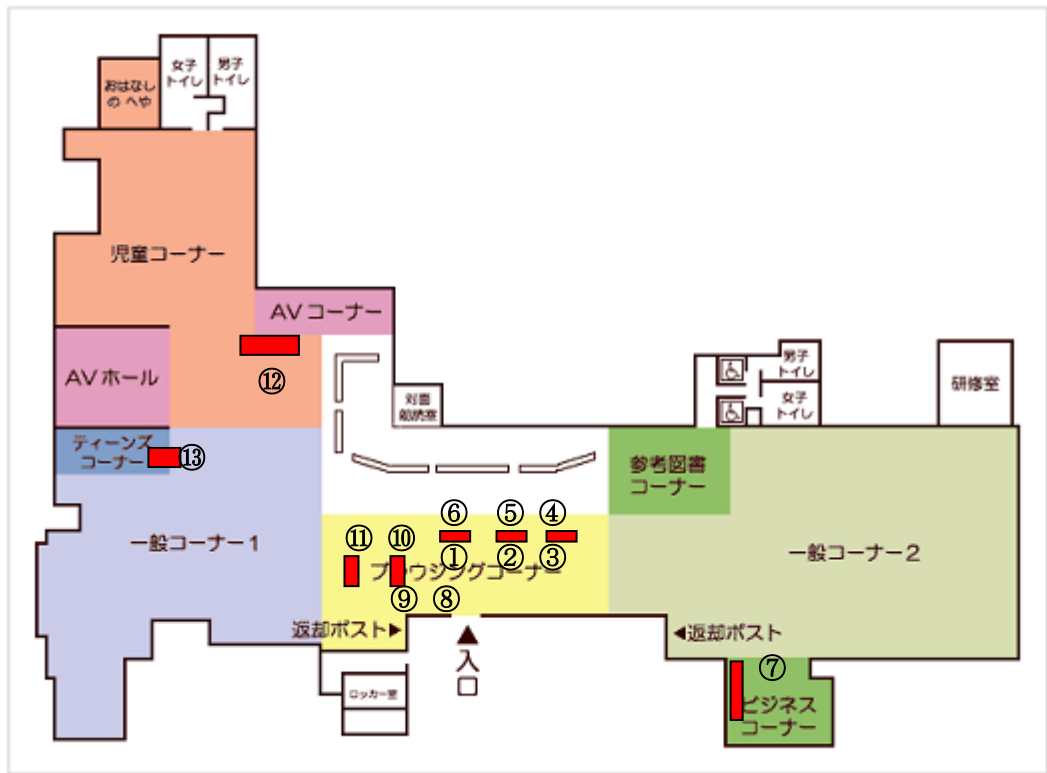 女子
トイレ
男子
トイレ
おはなし
の へや
児童コーナー
AVコーナー
AVホール
⑫
対面
朗読室
男子
トイレ
女子
トイレ
研修室
ティーンズ
コーナー
⑬
参考図書
コーナー
⑥
⑤
④
⑪
⑩
①
②
③
一般コーナー1
ブラウジングコーナー
一般コーナー2
⑨
⑧
返却ポスト▶
▲
入
口
◀返却ポスト
⑦
ロッカー室
ビジネス
コーナー